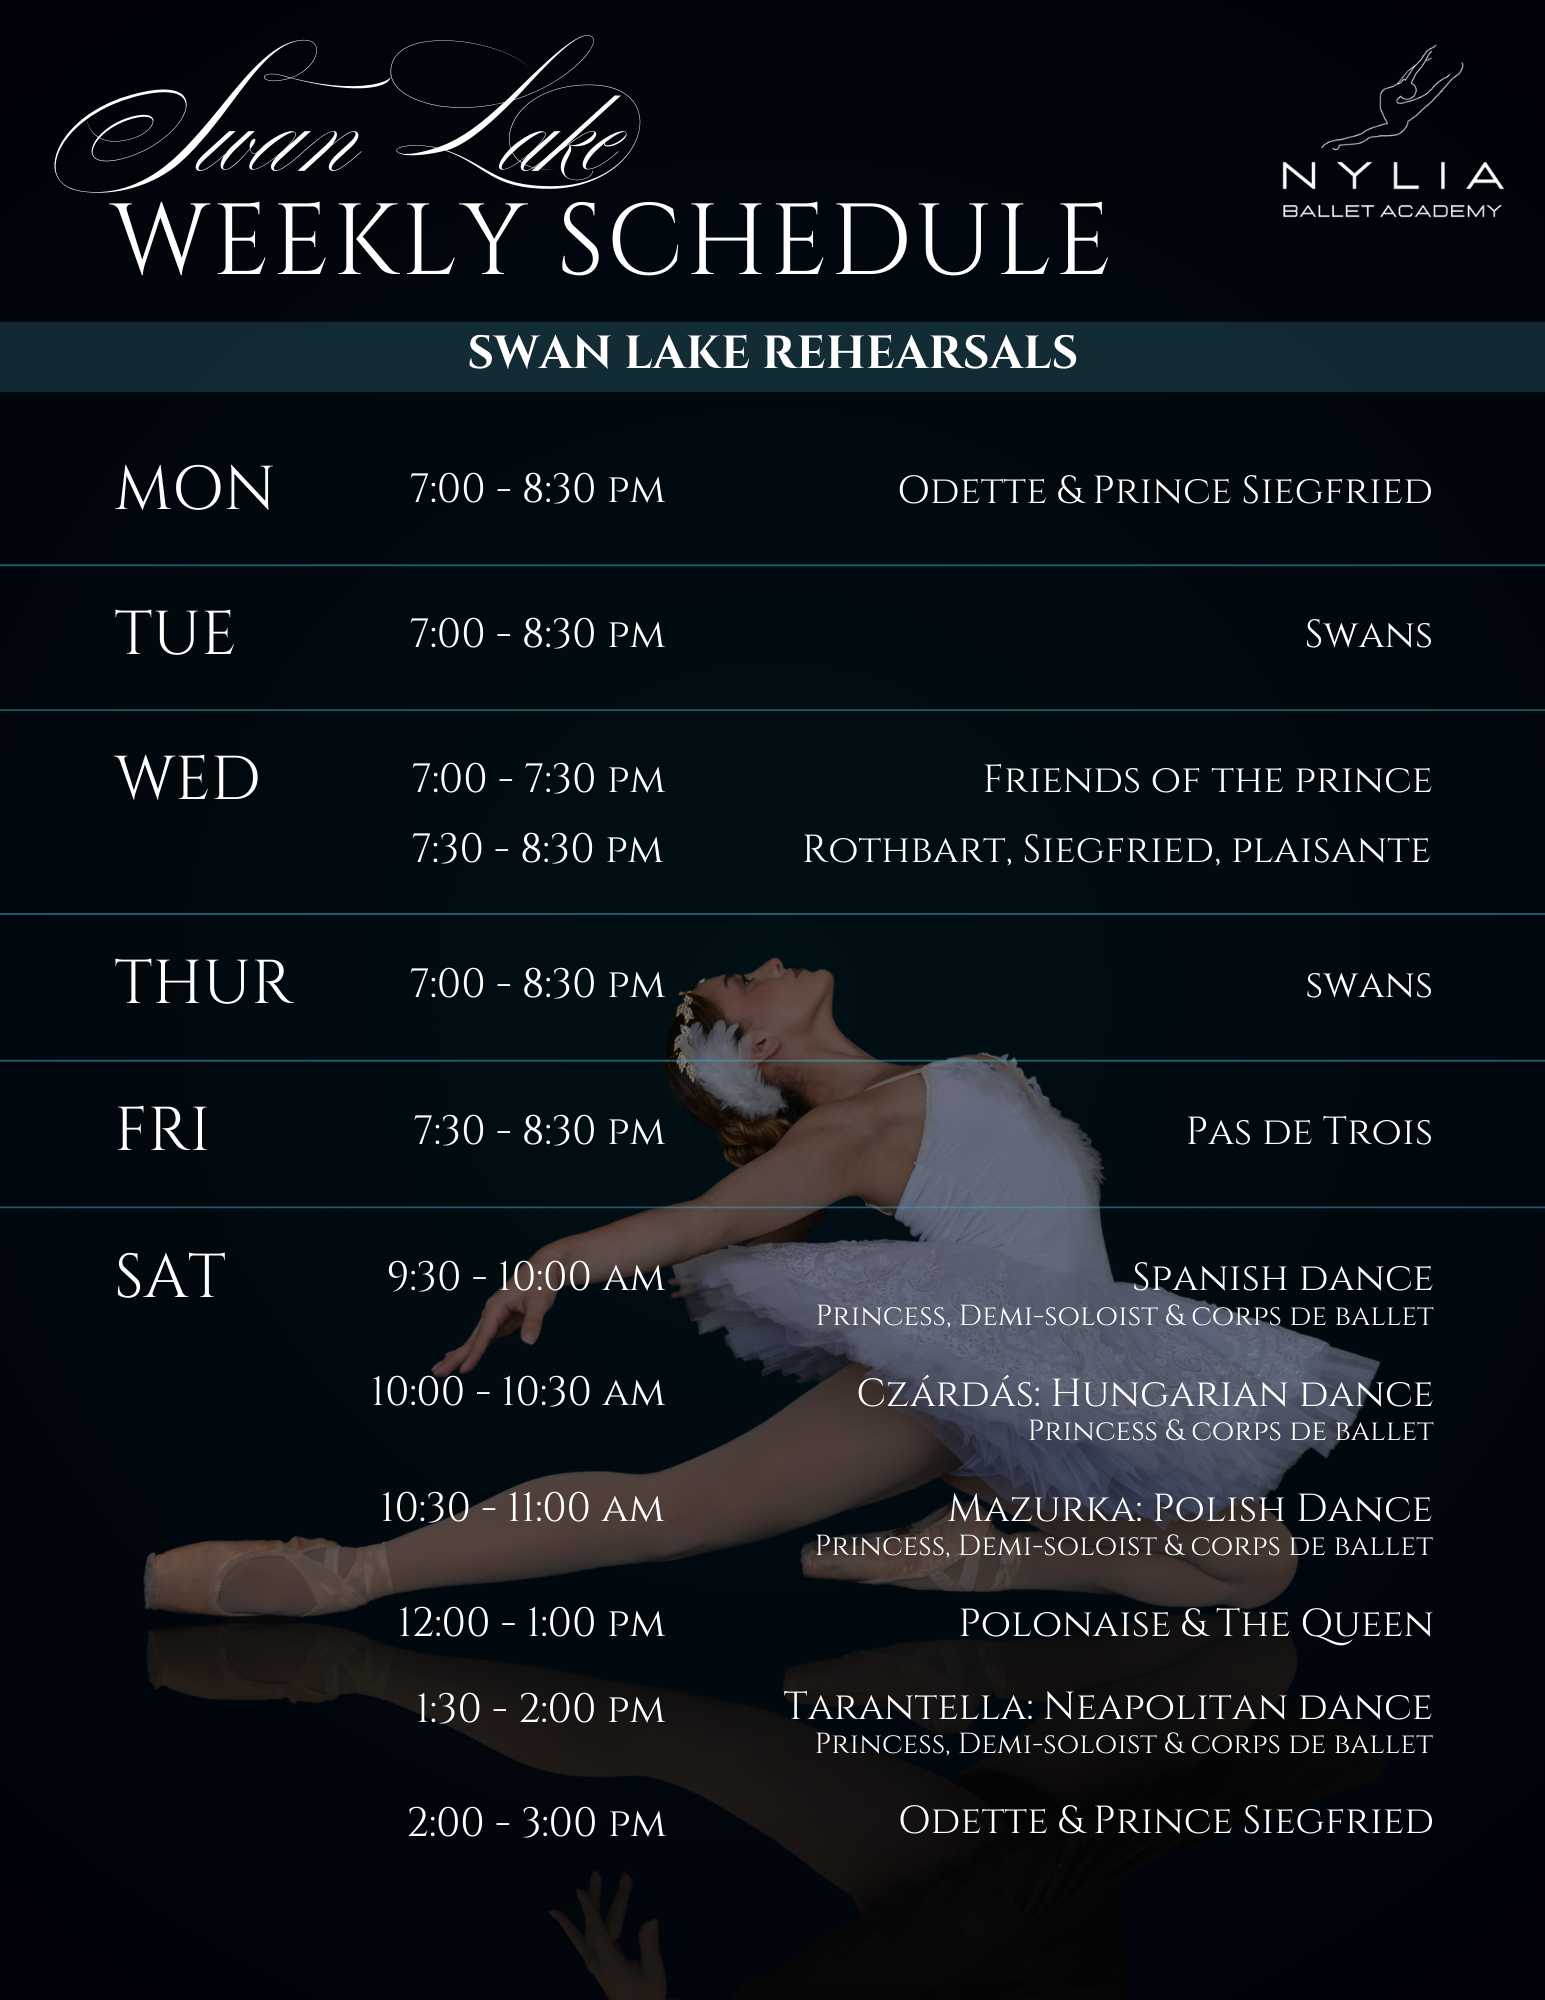 Swan Lake
WEEKLY SCHEDULE
NYLIA
BALLET ACADEMY
SWAN LAKE REHEARSALS
MON 7:00 - 8:30 PM Odette & Prince Siegfried
TUE 7:00 - 8:30 PM Swans
WED 7:00 - 7:30 PM Friends of the prince
7:30 - 8:30 PM Rothbart, Siegfried, plaisante
THUR 7:00 - 8:30 PM swans
FRI 7:30 - 8:30 PM Pas de Trois
SAT 9:30 - 10:00 AM Spanish dance
Princess, Demi-soloist & corps de ballet
10:00 - 10:30 AM Czárdás: Hungarian dance
Princess & corps de ballet
10:30 - 11:00 AM Mazurka: Polish Dance
Princess, Demi-soloist & corps de ballet
12:00 - 1:00 PM Polonaise & The Queen
1:30 - 2:00 PM Tarantella: Neapolitan dance
Princess, Demi-soloist & corps de ballet
2:00 - 3:00 PM Odette & Prince Siegfried